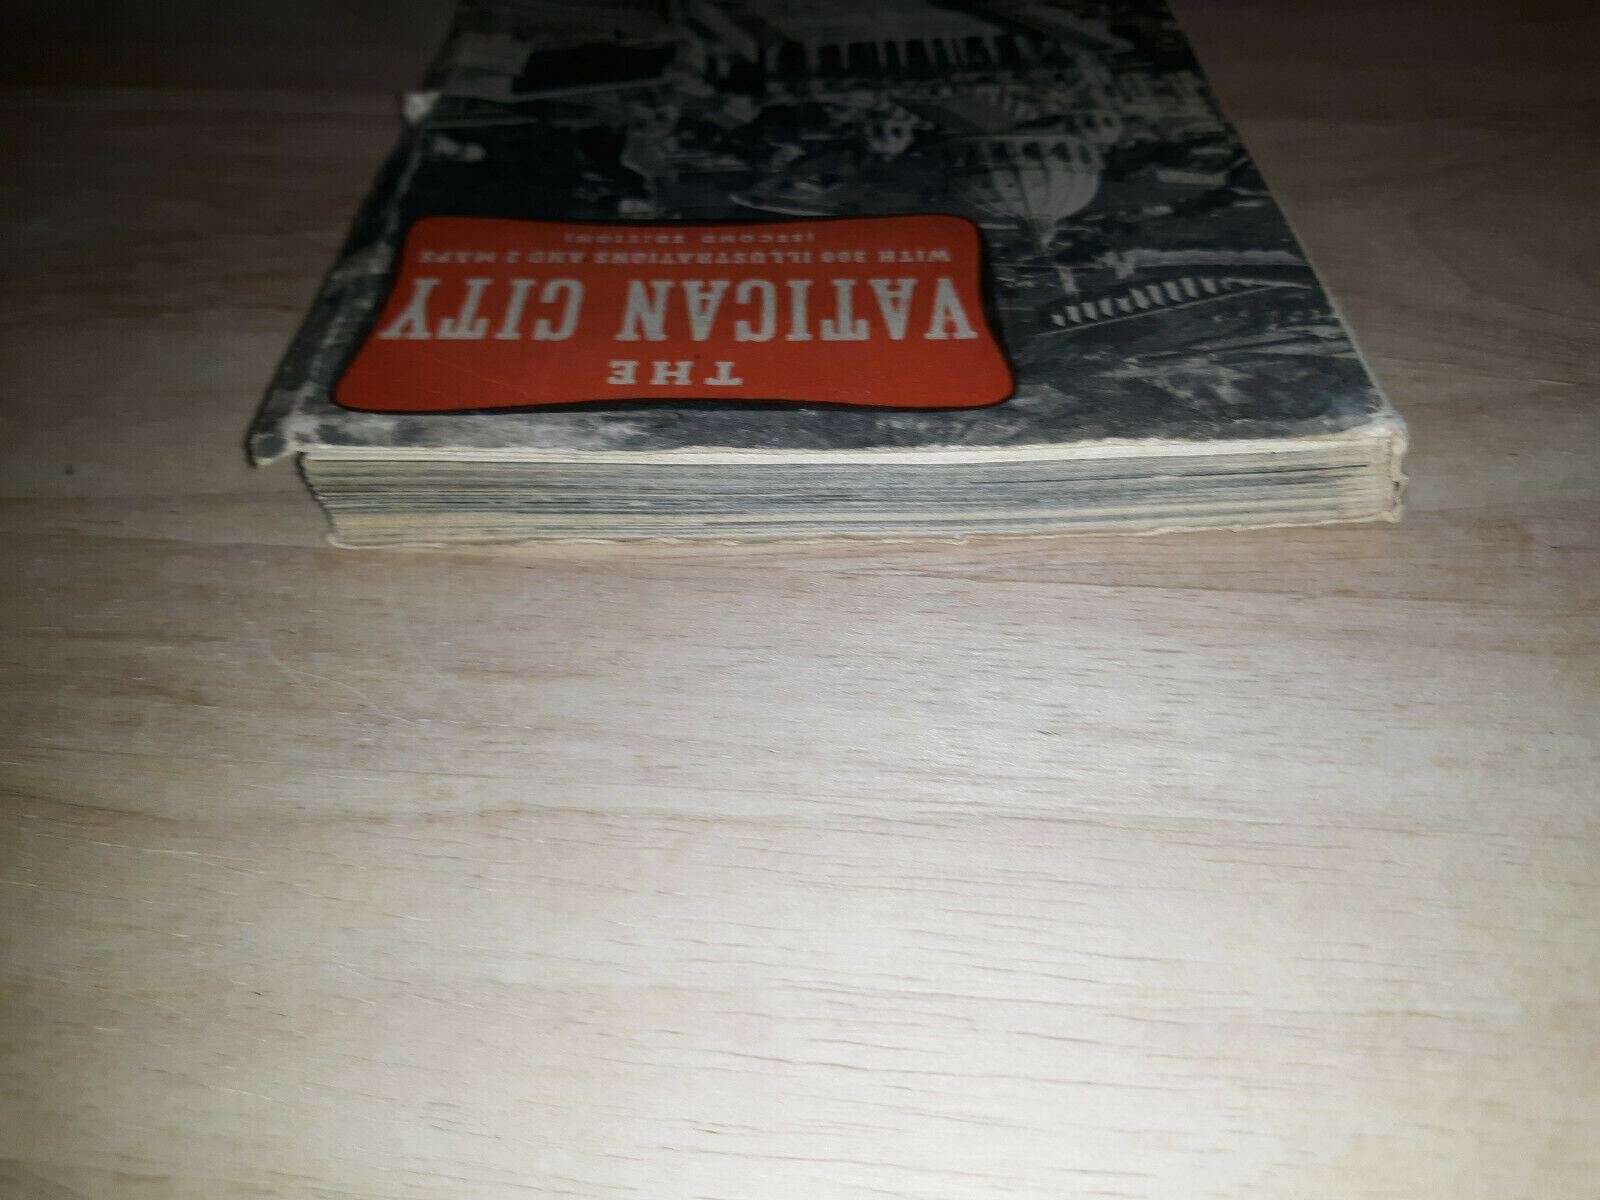 THE
VATICAN CITY
WITH 300 ILLUSTRATIONS AND 2 MAPS
(SECOND EDITION)